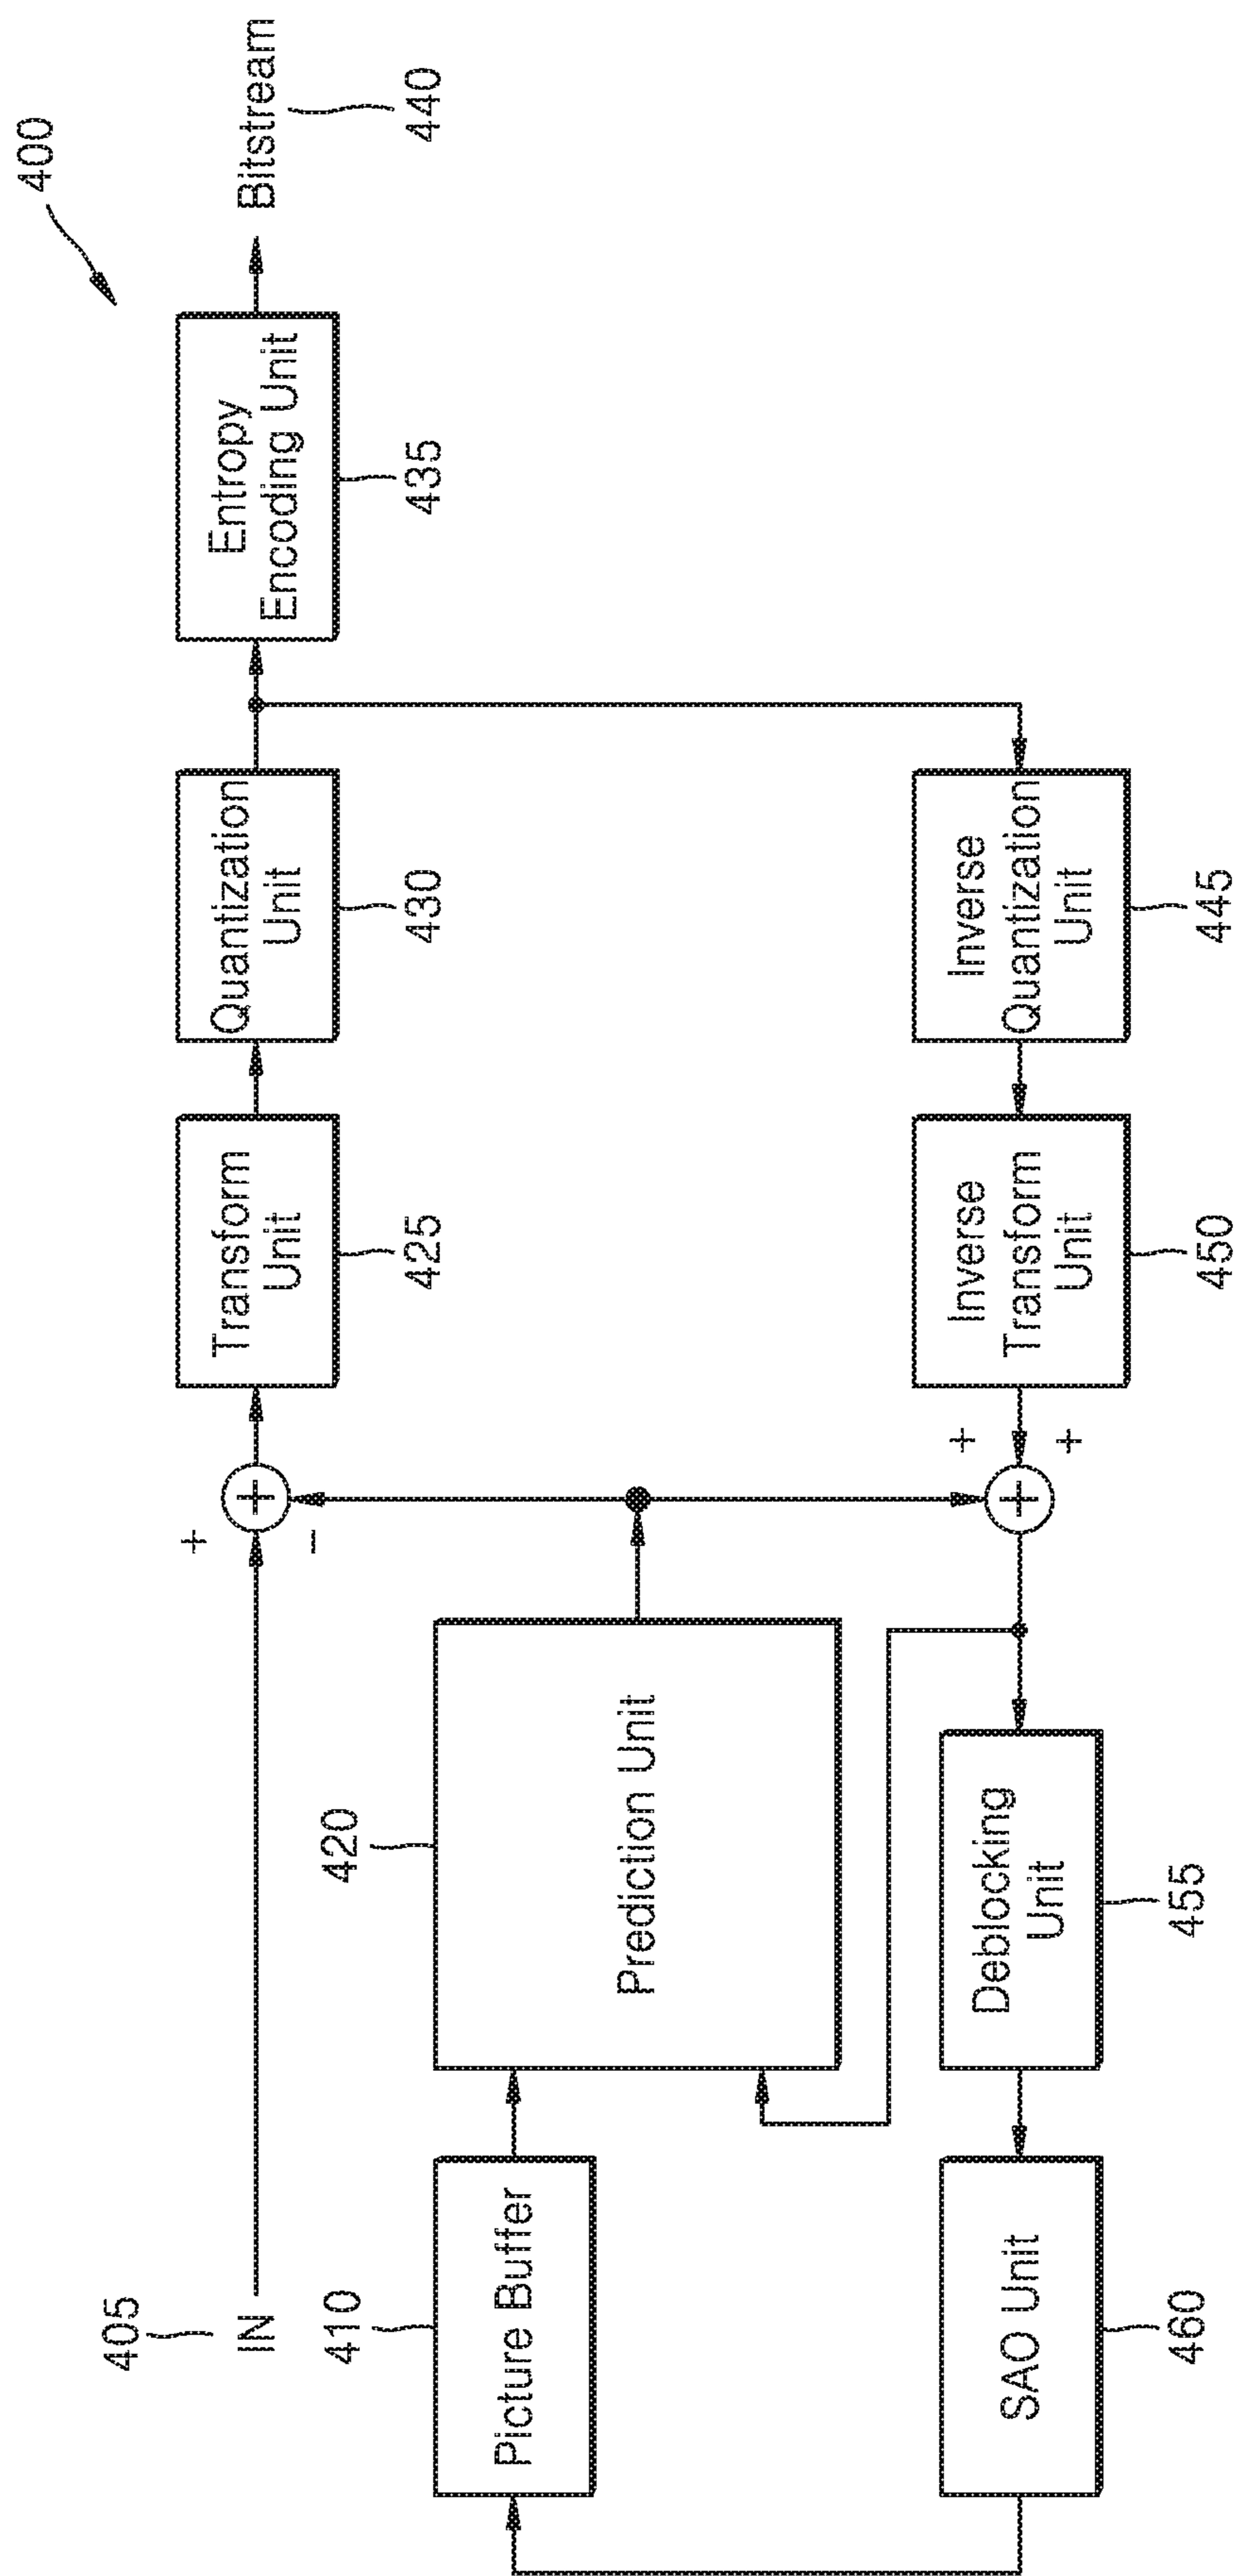 400
405
IN
+
−
+
Transform
Unit
425
Quantization
Unit
430
Entropy
Encoding Unit
435
Bitstream
440
410
Picture Buffer
420
Prediction Unit
+
+
+
Inverse
Transform
Unit
450
Inverse
Quantization
Unit
445
SAO Unit
460
Deblocking
Unit
455